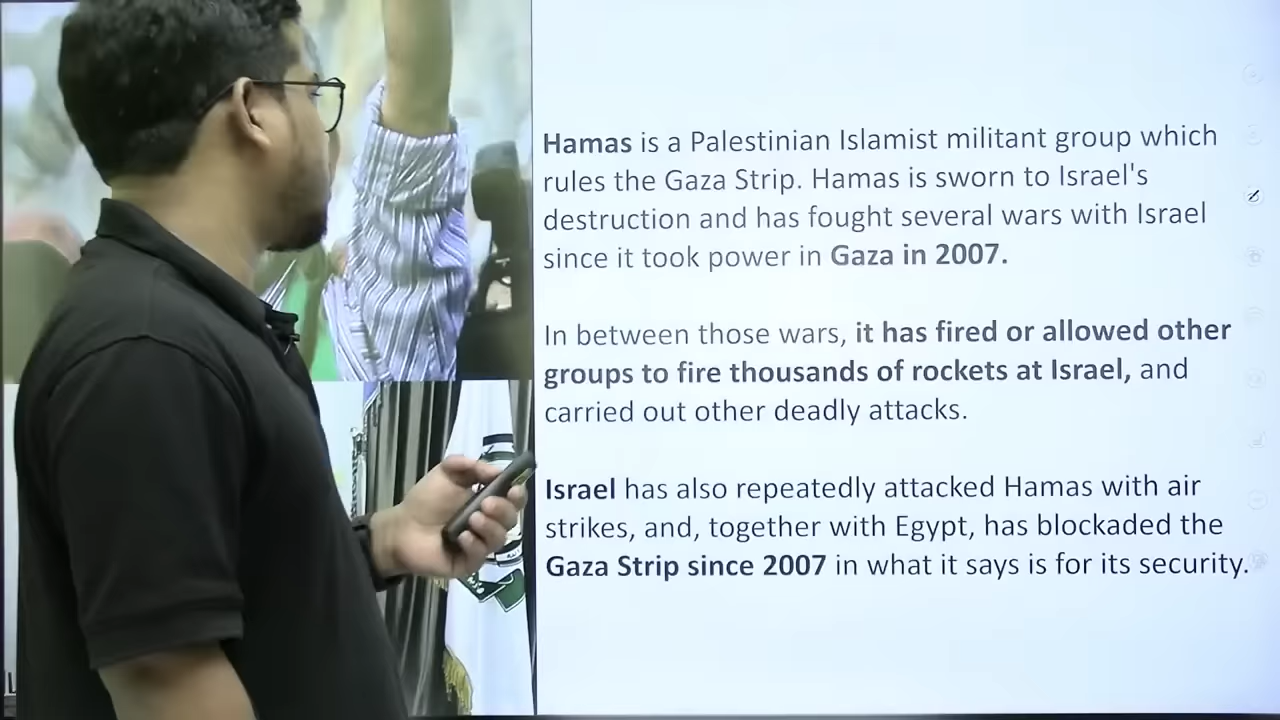 Hamas is a Palestinian Islamist militant group which
rules the Gaza Strip. Hamas is sworn to Israel's
destruction and has fought several wars with Israel
since it took power in Gaza in 2007.
In between those wars, it has fired or allowed other
groups to fire thousands of rockets at Israel, and
carried out other deadly attacks.
Israel has also repeatedly attacked Hamas with air
strikes, and, together with Egypt, has blockaded the
Gaza Strip since 2007 in what it says is for its security.